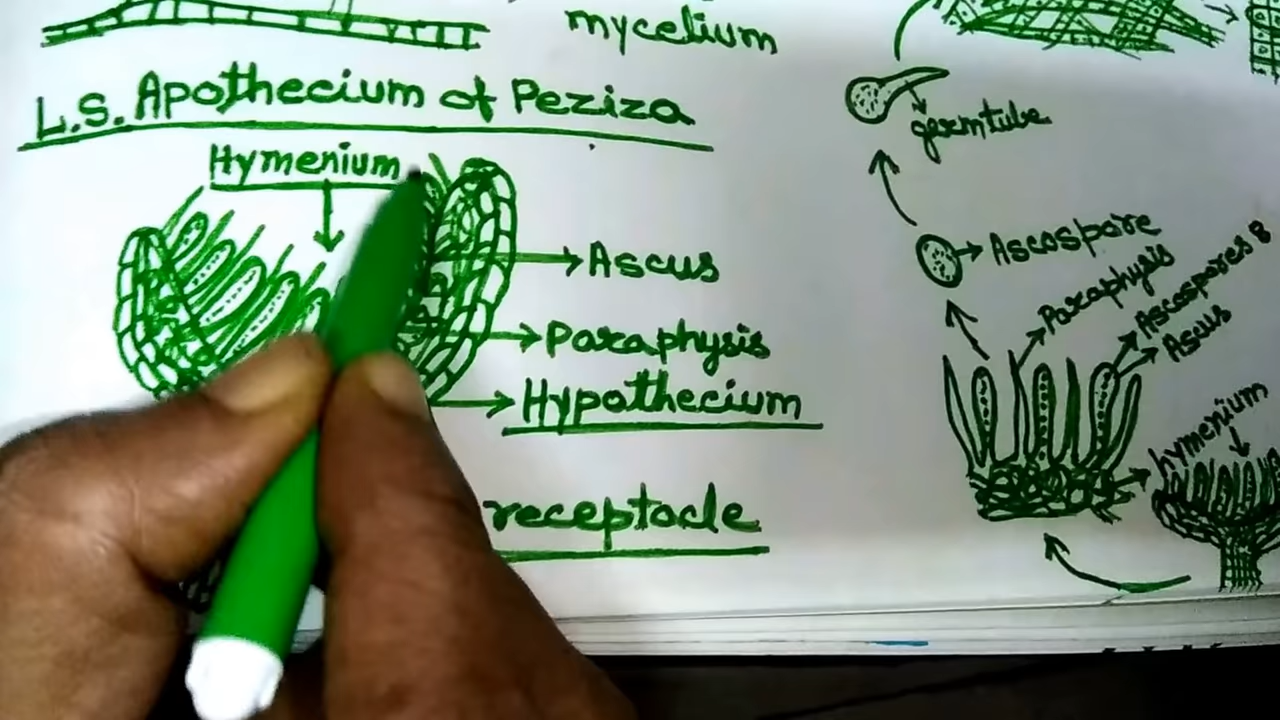 mycelium
L.S. Apothecium of Peziza
Hymenium
Ascus
Paraphysis
Hypothecium
receptacle
germtube
Ascospore
Paraphysis
Ascospores 8
Ascus
hymenium